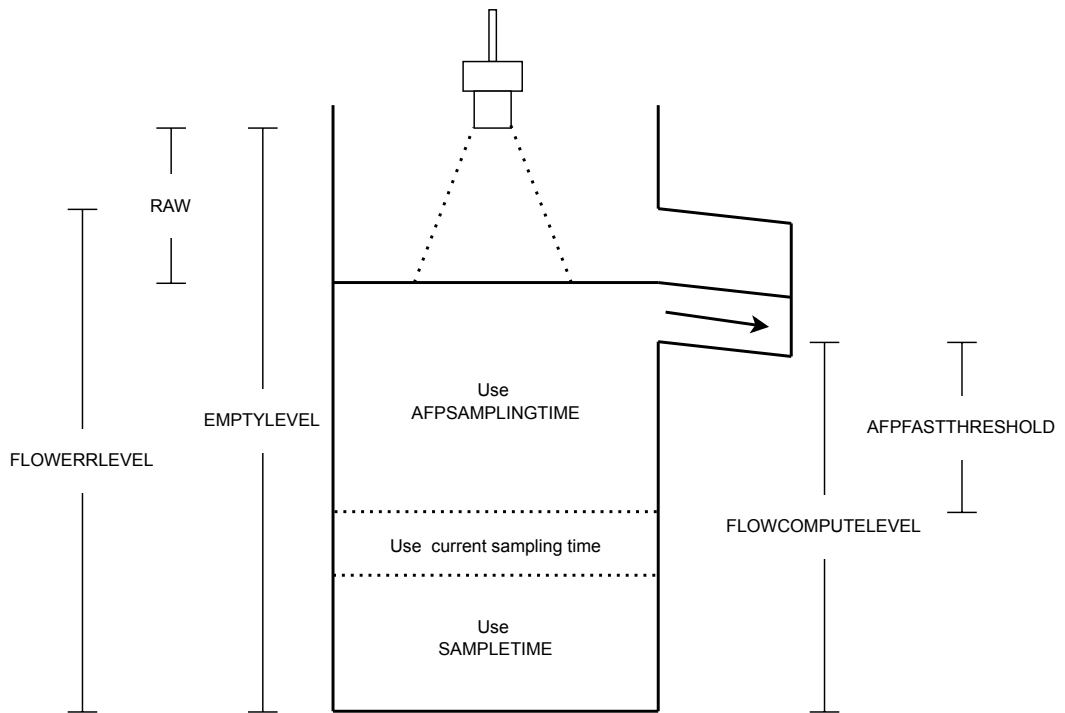 RAW
EMPTYLEVEL
FLOWERRLEVEL
Use
AFPSAMPLINGTIME
AFPFASTTHRESHOLD
FLOWCOMPUTELEVEL
Use current sampling time
Use
SAMPLETIME